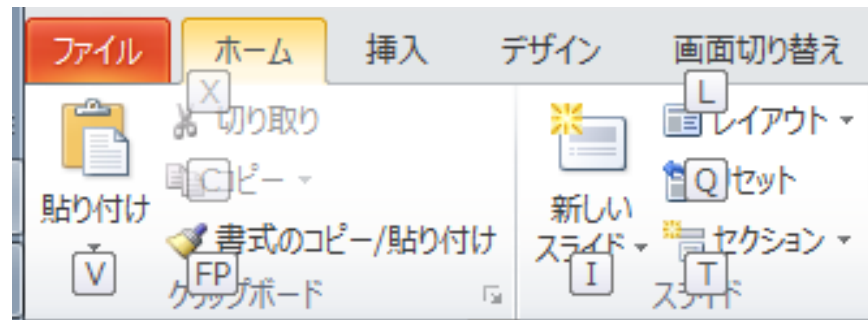 ファイル ホーム 挿入 デザイン 画面切り替え
X 切り取り
L レイアウト
C コピー
Q リセット
貼り付け
新しい
スライド
書式のコピー/貼り付け
セクション
V
FP
I
T
クリップボード
スライド